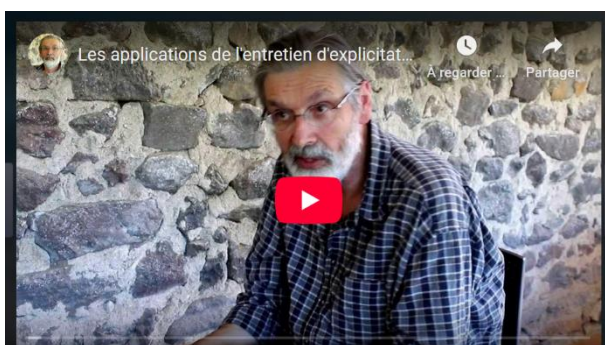 Les applications de l'entretien d'explicitat...
À regarder ...
Partager